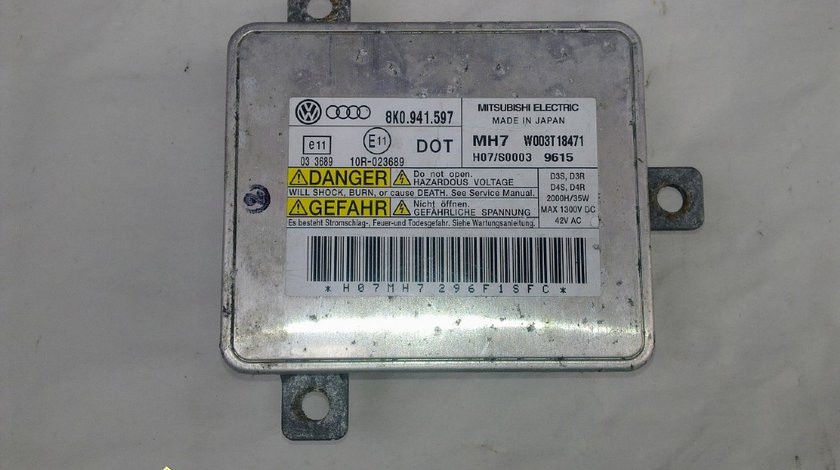 8K0.941.597
MITSUBISHI ELECTRIC
MADE IN JAPAN
e11
E11
DOT
03 3689
10R-023689
MH7 W003T18471
H07/S0003 9615
DANGER
Do not open.
HAZARDOUS VOLTAGE
WILL SHOCK, BURN, or cause DEATH. See Service Manual.
GEFAHR
Nicht öffnen.
GEFÄHRLICHE SPANNUNG
Es besteht Stromschlag-, Feuer-und Todesgefahr. Siehe Wartungsanleitung.
D3S, D3R
D4S, D4R
2000H/35W
MAX 1300V DC
42V AC
*H07MH7296F1SFC*